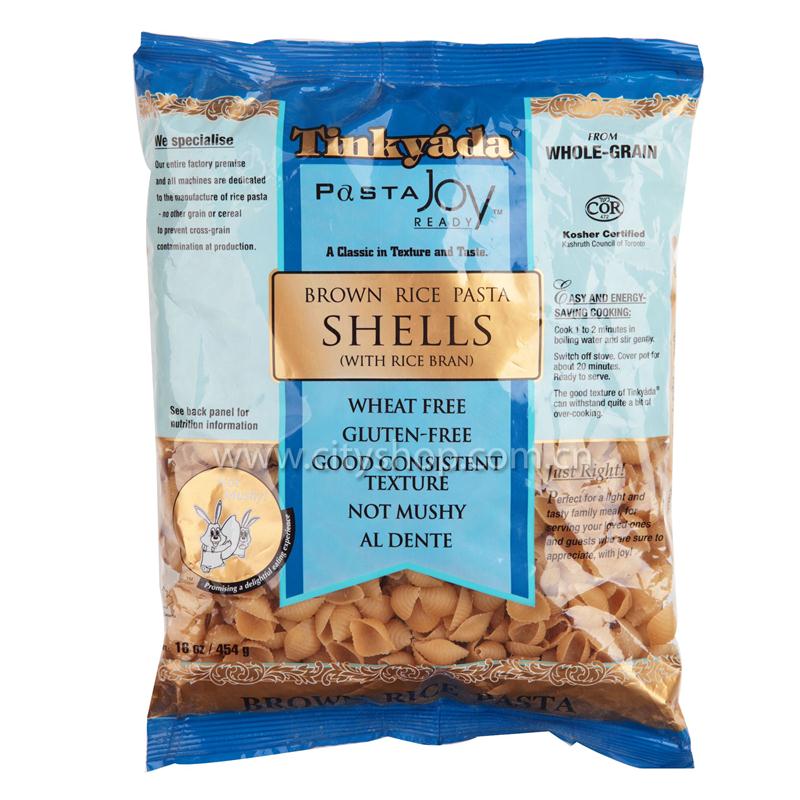 We specialise
Our entire factory premise
and all machines are dedicated
to the manufacture of rice pasta
- no other grain or cereal
to prevent cross-grain
contamination at production.
See back panel for
nutrition information
Not
Mushy!
Promising a delightful eating experience
TM
16 oz / 454 g
Tinkyáda®
PASTA JOY
READY™
A Classic in Texture and Taste.
BROWN RICE PASTA
SHELLS
(WITH RICE BRAN)
WHEAT FREE
GLUTEN-FREE
GOOD CONSISTENT
TEXTURE
NOT MUSHY
AL DENTE
www.cityshop.com.cn
FROM
WHOLE-GRAIN
COR
Kosher Certified
Kashruth Council of Toronto
EASY AND ENERGY-
SAVING COOKING:
Cook 1 to 2 minutes in
boiling water and stir gently.
Switch off stove. Cover pot for
about 20 minutes.
Ready to serve.
The good texture of Tinkyáda®
can withstand quite a bit of
over-cooking.
Just Right!
Perfect for a light and
tasty family meal, for
serving your loved ones
and guests who are sure to
appreciate, with joy!
BROWN RICE PASTA